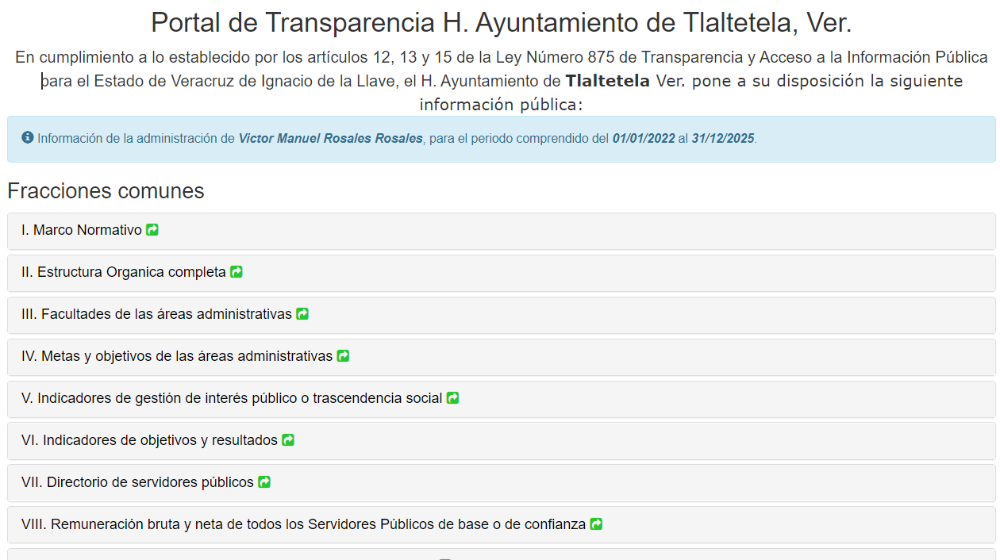 Portal de Transparencia H. Ayuntamiento de Tlaltetela, Ver.
En cumplimiento a lo establecido por los artículos 12, 13 y 15 de la Ley Número 875 de Transparencia y Acceso a la Información Pública
para el Estado de Veracruz de Ignacio de la Llave, el H. Ayuntamiento de Tlaltetela Ver. pone a su disposición la siguiente
información pública:
Información de la administración de Victor Manuel Rosales Rosales, para el periodo comprendido del 01/01/2022 al 31/12/2025.
Fracciones comunes
I. Marco Normativo
II. Estructura Organica completa
III. Facultades de las áreas administrativas
IV. Metas y objetivos de las áreas administrativas
V. Indicadores de gestión de interés público o trascendencia social
VI. Indicadores de objetivos y resultados
VII. Directorio de servidores públicos
VIII. Remuneración bruta y neta de todos los Servidores Públicos de base o de confianza